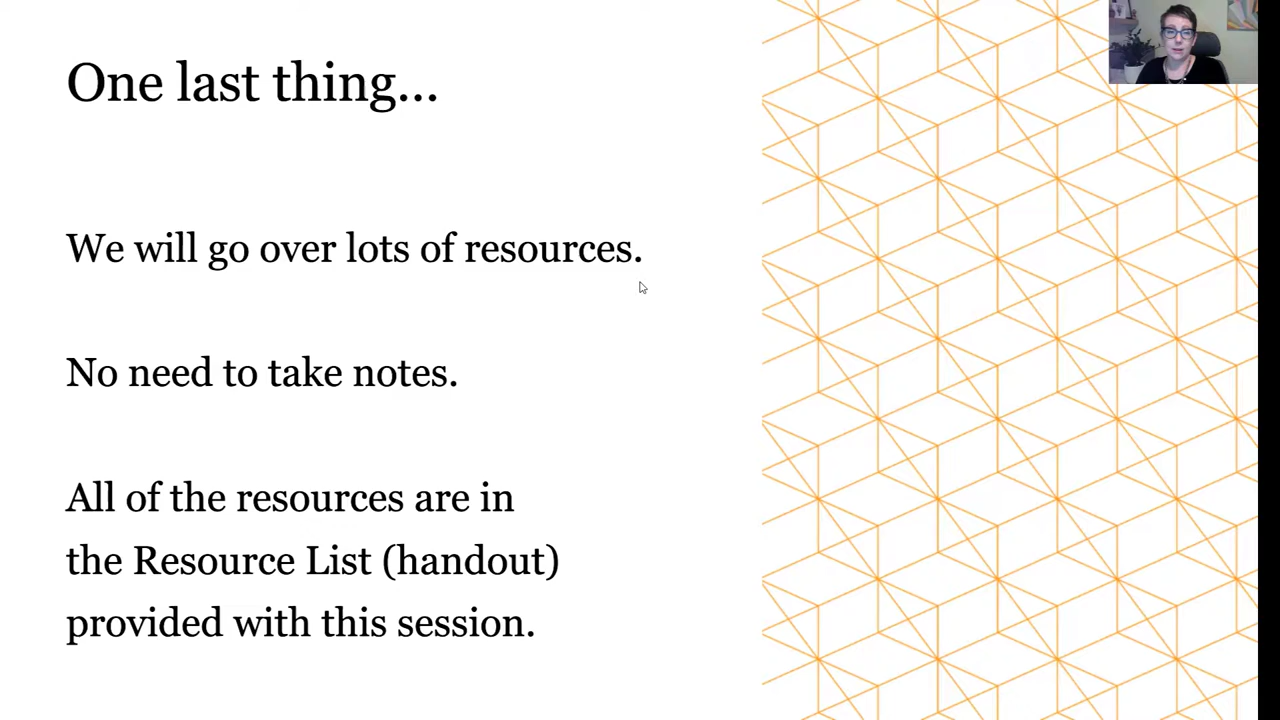 One last thing...
We will go over lots of resources.
No need to take notes.
All of the resources are in
the Resource List (handout)
provided with this session.